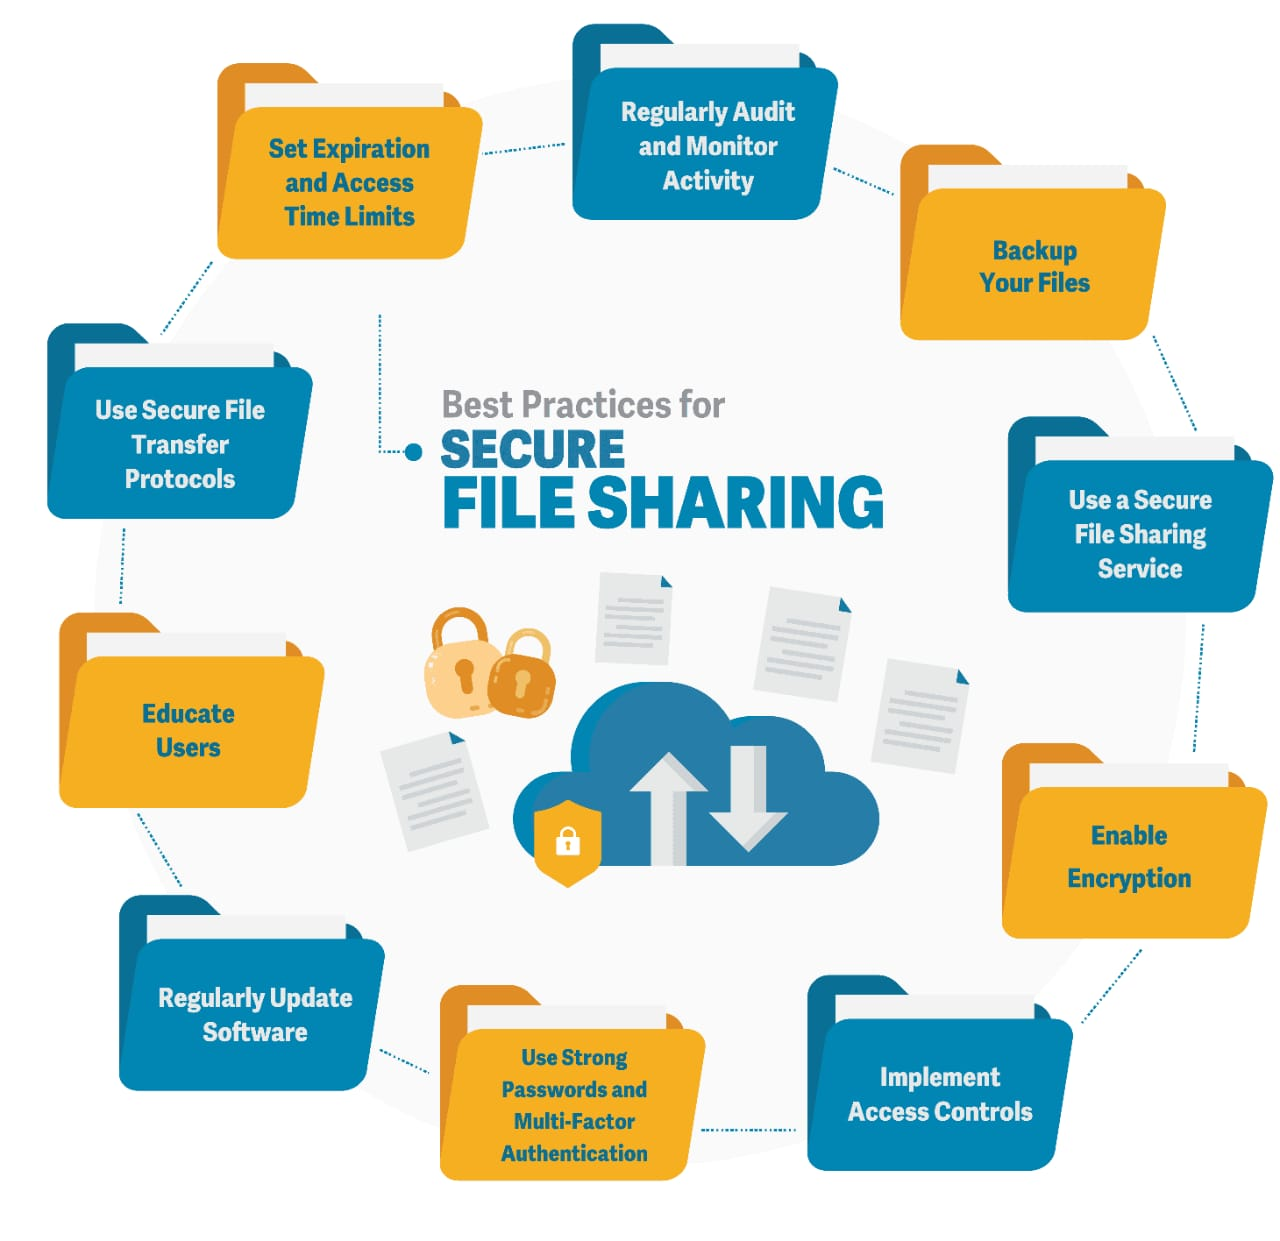 Best Practices for
SECURE
FILE SHARING
Regularly Audit
and Monitor
Activity
Backup
Your Files
Use a Secure
File Sharing
Service
Enable
Encryption
Implement
Access Controls
Use Strong
Passwords and
Multi-Factor
Authentication
Regularly Update
Software
Educate
Users
Use Secure File
Transfer
Protocols
Set Expiration
and Access
Time Limits